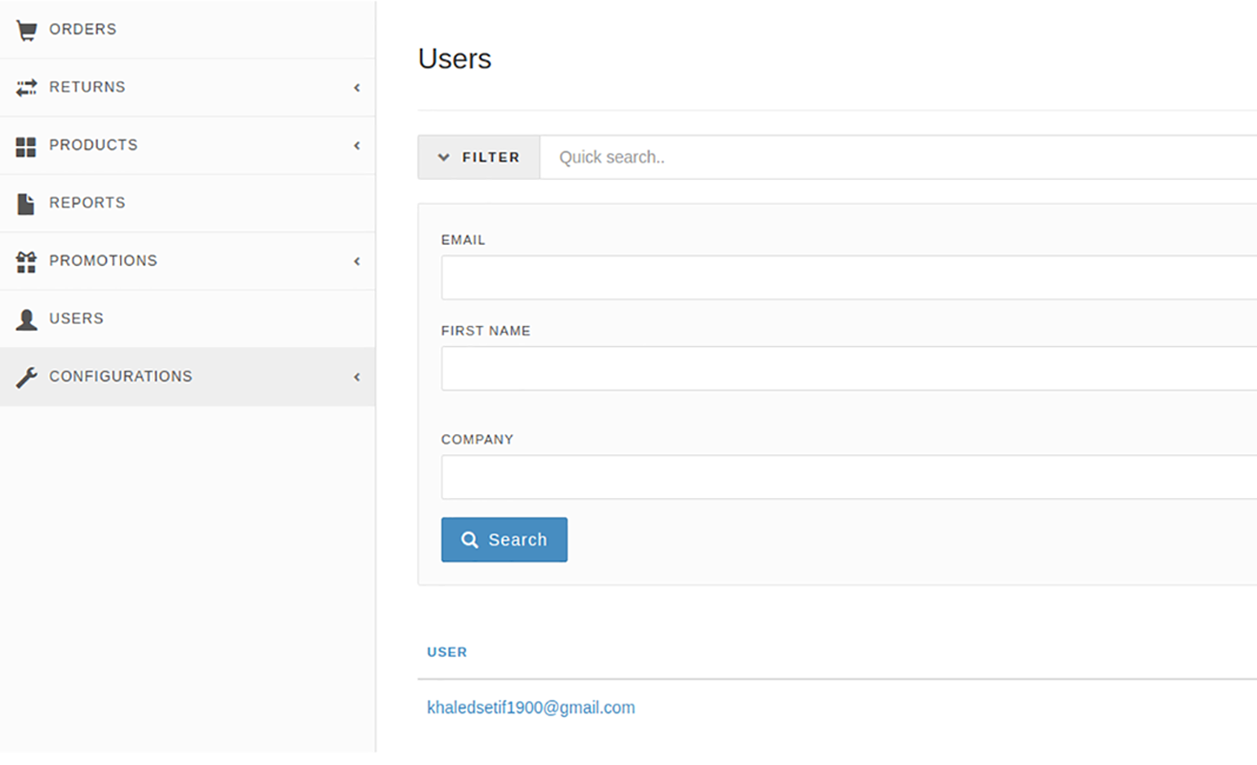 ORDERS
RETURNS
PRODUCTS
REPORTS
PROMOTIONS
USERS
CONFIGURATIONS
Users
FILTER
Quick search..
EMAIL
FIRST NAME
COMPANY
Search
USER
khaledsetif1900@gmail.com